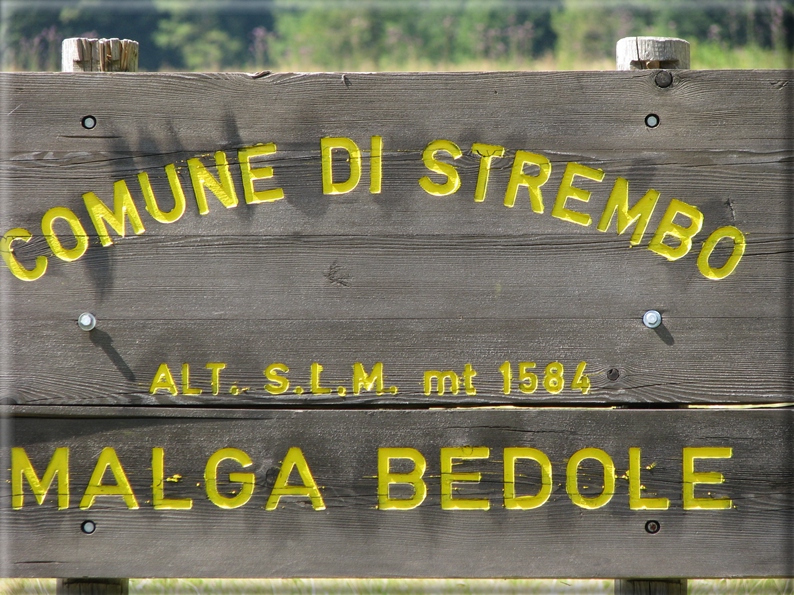 COMUNE DI STREMBO
ALT. S.L.M. mt 1584
MALGA BEDOLE